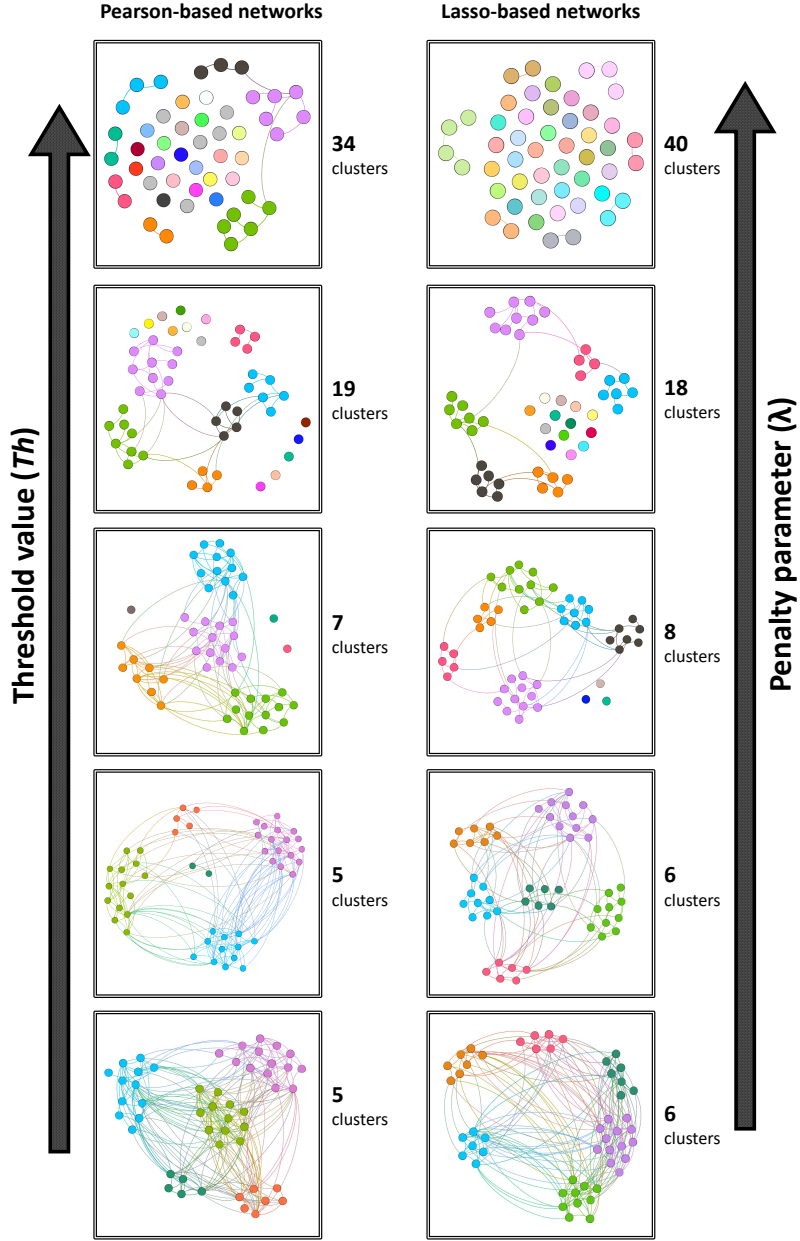 Pearson-based networks
Lasso-based networks
Threshold value (Th)
34
clusters
40
clusters
19
clusters
18
clusters
7
clusters
8
clusters
5
clusters
6
clusters
5
clusters
6
clusters
Penalty parameter (λ)